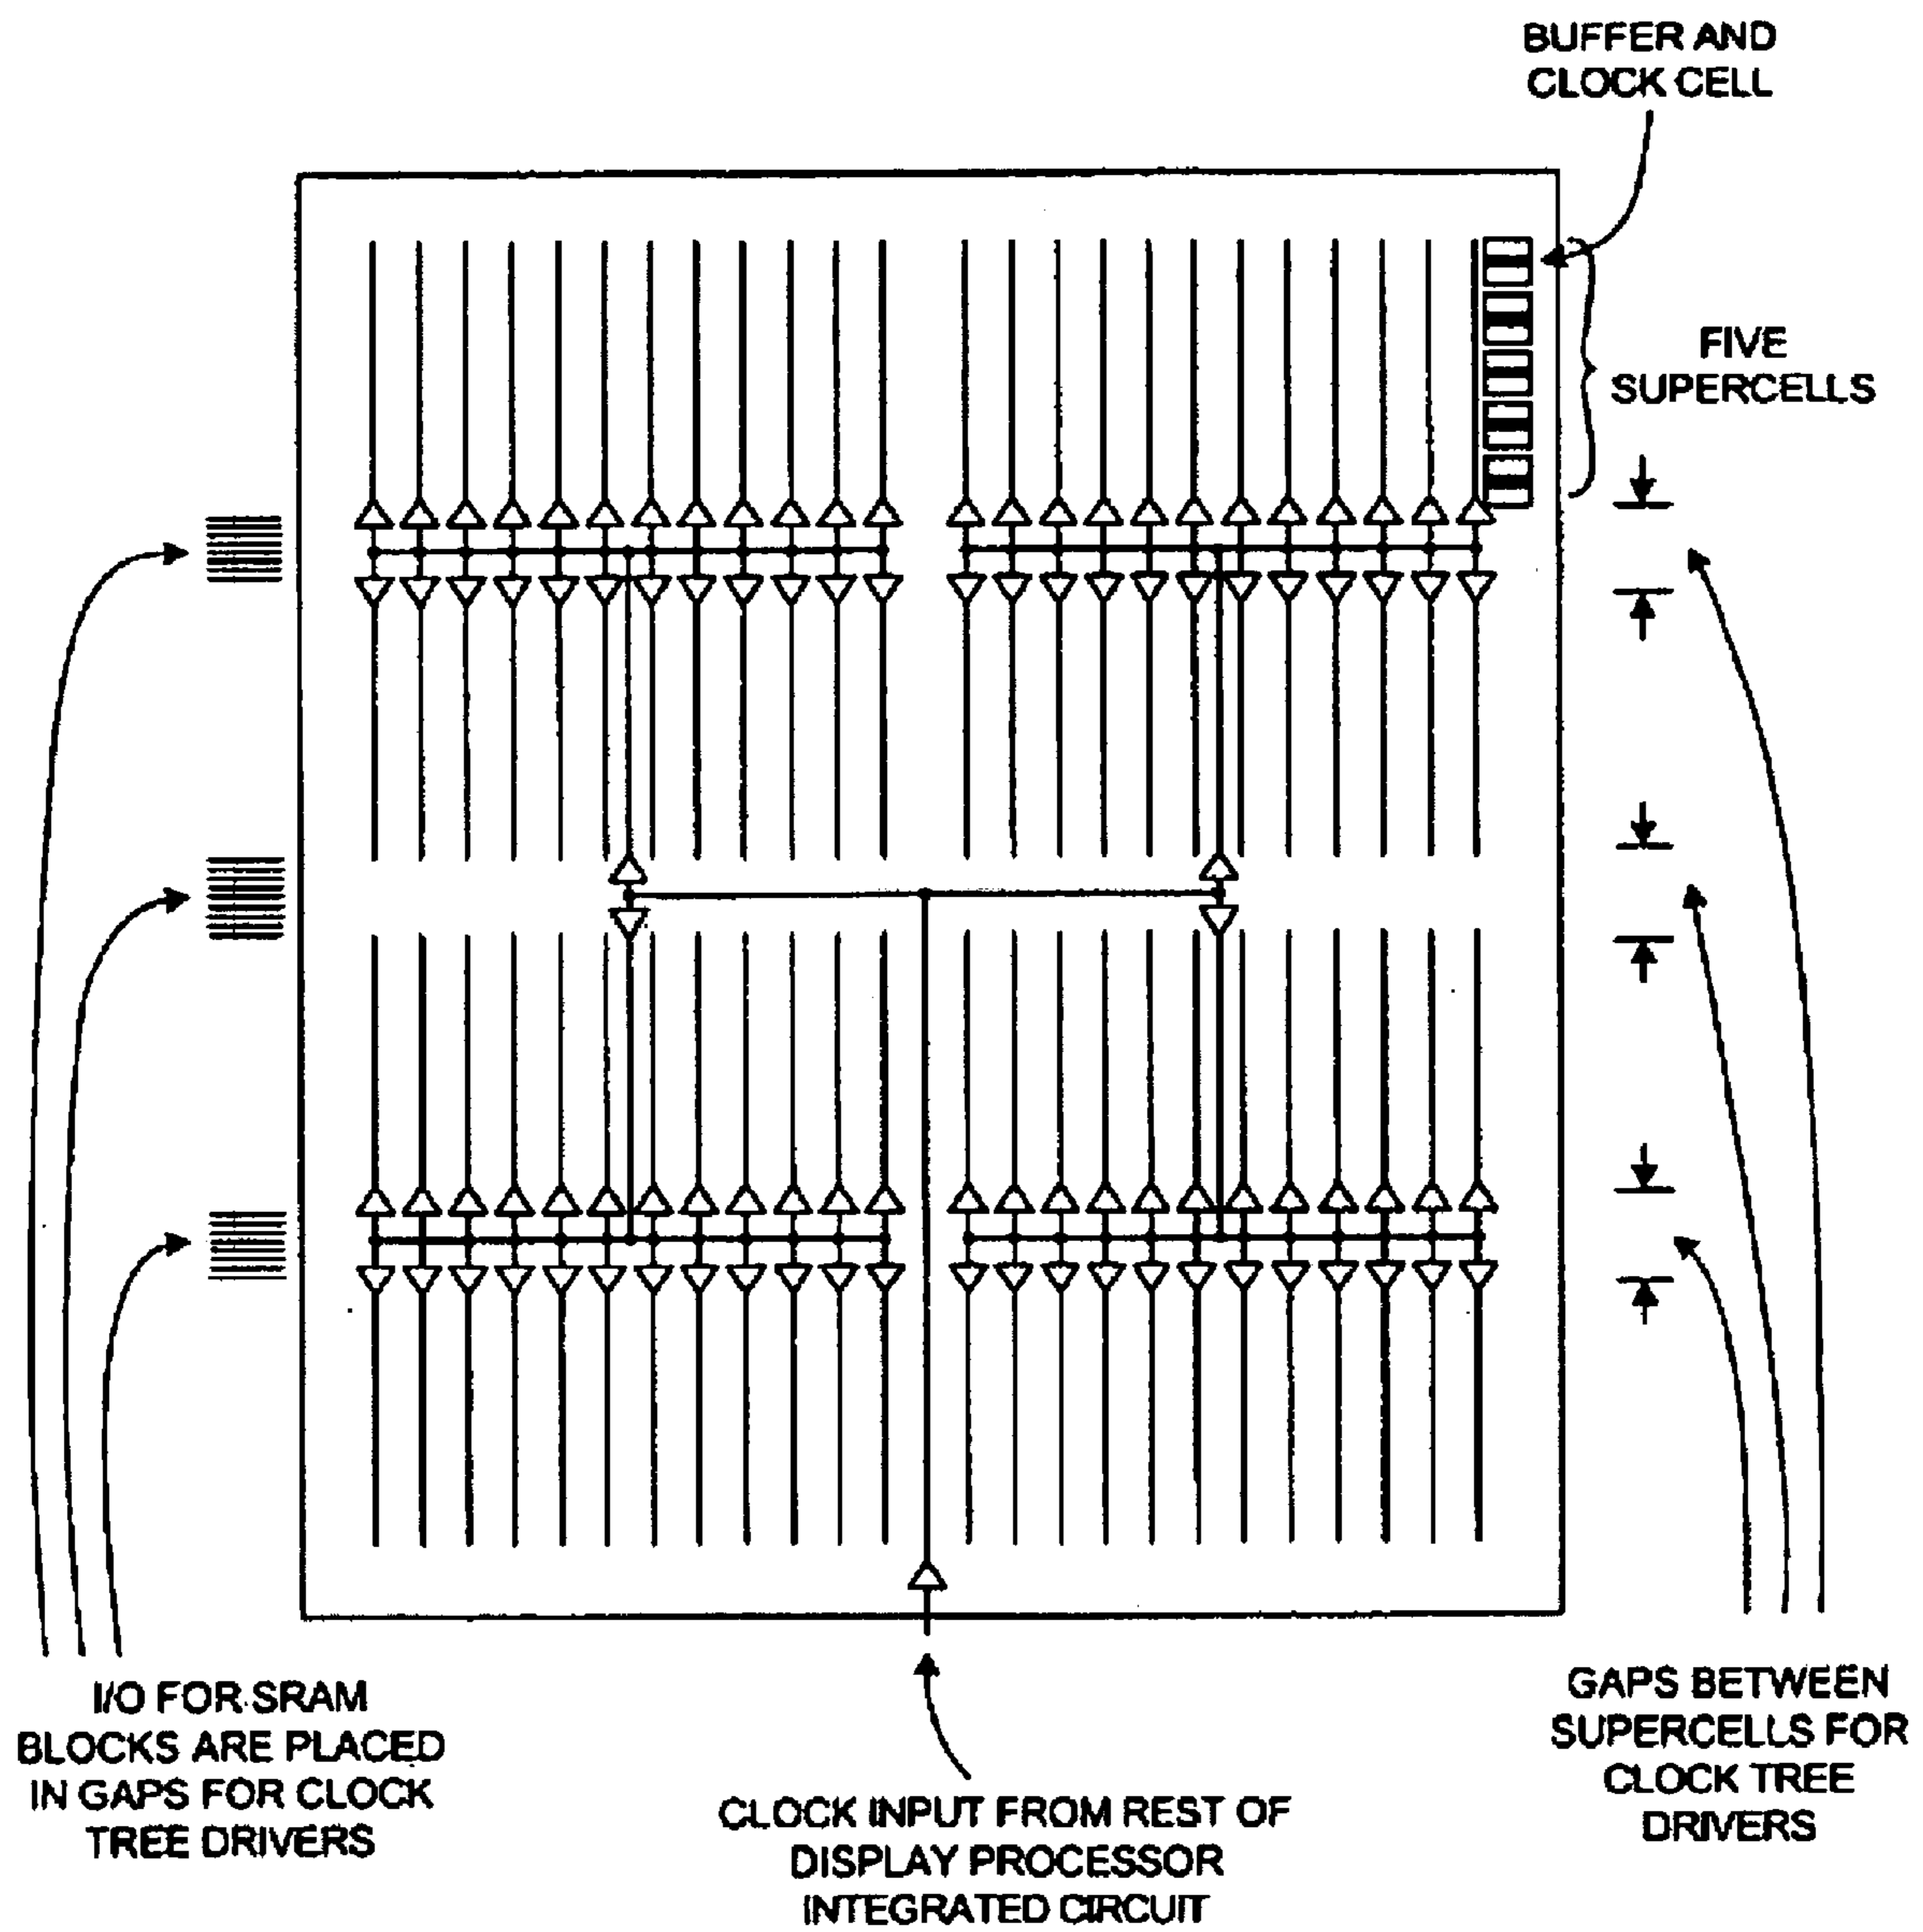 BUFFER AND
CLOCK CELL
FIVE
SUPERCELLS
I/O FOR SRAM
BLOCKS ARE PLACED
IN GAPS FOR CLOCK
TREE DRIVERS
CLOCK INPUT FROM REST OF
DISPLAY PROCESSOR
INTEGRATED CIRCUIT
GAPS BETWEEN
SUPERCELLS FOR
CLOCK TREE
DRIVERS